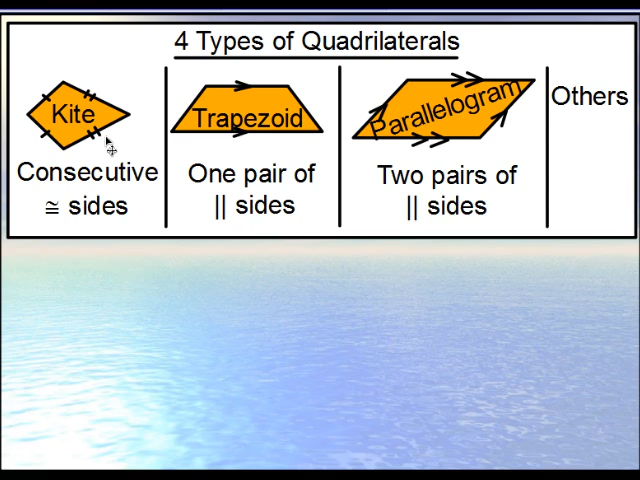 4 Types of Quadrilaterals
Kite
Consecutive
≅ sides
Trapezoid
One pair of
|| sides
Parallelogram
Two pairs of
|| sides
Others